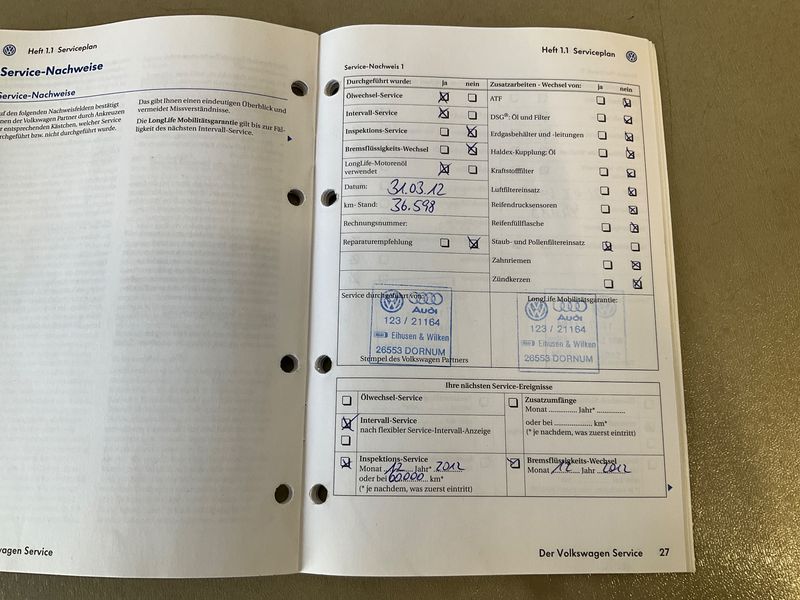 Heft 1.1 Serviceplan
Service-Nachweise
Service-Nachweise
uf den folgenden Nachweisfeldern bestätigt
nen der Volkswagen Partner durch Ankreuzen
r entsprechenden Kästchen, welcher Service
rchgeführt bzw. nicht durchgeführt wurde.
Das gibt Ihnen einen eindeutigen Überblick und
vermeidet Missverständnisse.
Die LongLife Mobilitätsgarantie gilt bis zur Fäl-
ligkeit des nächsten Intervall-Service.
wagen Service
Heft 1.1 Serviceplan
Service-Nachweis 1
Durchgeführt wurde: ja nein
Ölwechsel-Service
Intervall-Service
Inspektions-Service
Bremsflüssigkeits-Wechsel
LongLife-Motorenöl
verwendet
Datum: 31.03.12
km-Stand: 36.598
Rechnungsnummer:
Reparaturempfehlung
Zusatzarbeiten - Wechsel von: ja nein
ATF
DSG®: Öl und Filter
Erdgasbehälter und -leitungen
Haldex-Kupplung: Öl
Kraftstofffilter
Luftfiltereinsatz
Reifendrucksensoren
Reifenfüllflasche
Staub- und Pollenfiltereinsatz
Zahnriemen
Zündkerzen
Service durchgeführt von:
Audi
123 / 21164
Eihusen & Wilken
26553 DORNUM
Stempel des Volkswagen Partners
LongLife Mobilitätsgarantie:
Audi
123 / 21164
Eihusen & Wilken
26553 DORNUM
Ihre nächsten Service-Ereignisse
Ölwechsel-Service
Intervall-Service
nach flexibler Service-Intervall-Anzeige
Inspektions-Service
Monat 12 Jahr* 2012
oder bei 60.000 km*
(* je nachdem, was zuerst eintritt)
Zusatzumfänge
Monat ............ Jahr* ..............
oder bei ................... km*
(* je nachdem, was zuerst eintritt)
Bremsflüssigkeits-Wechsel
Monat 12 Jahr 2012
Der Volkswagen Service 27